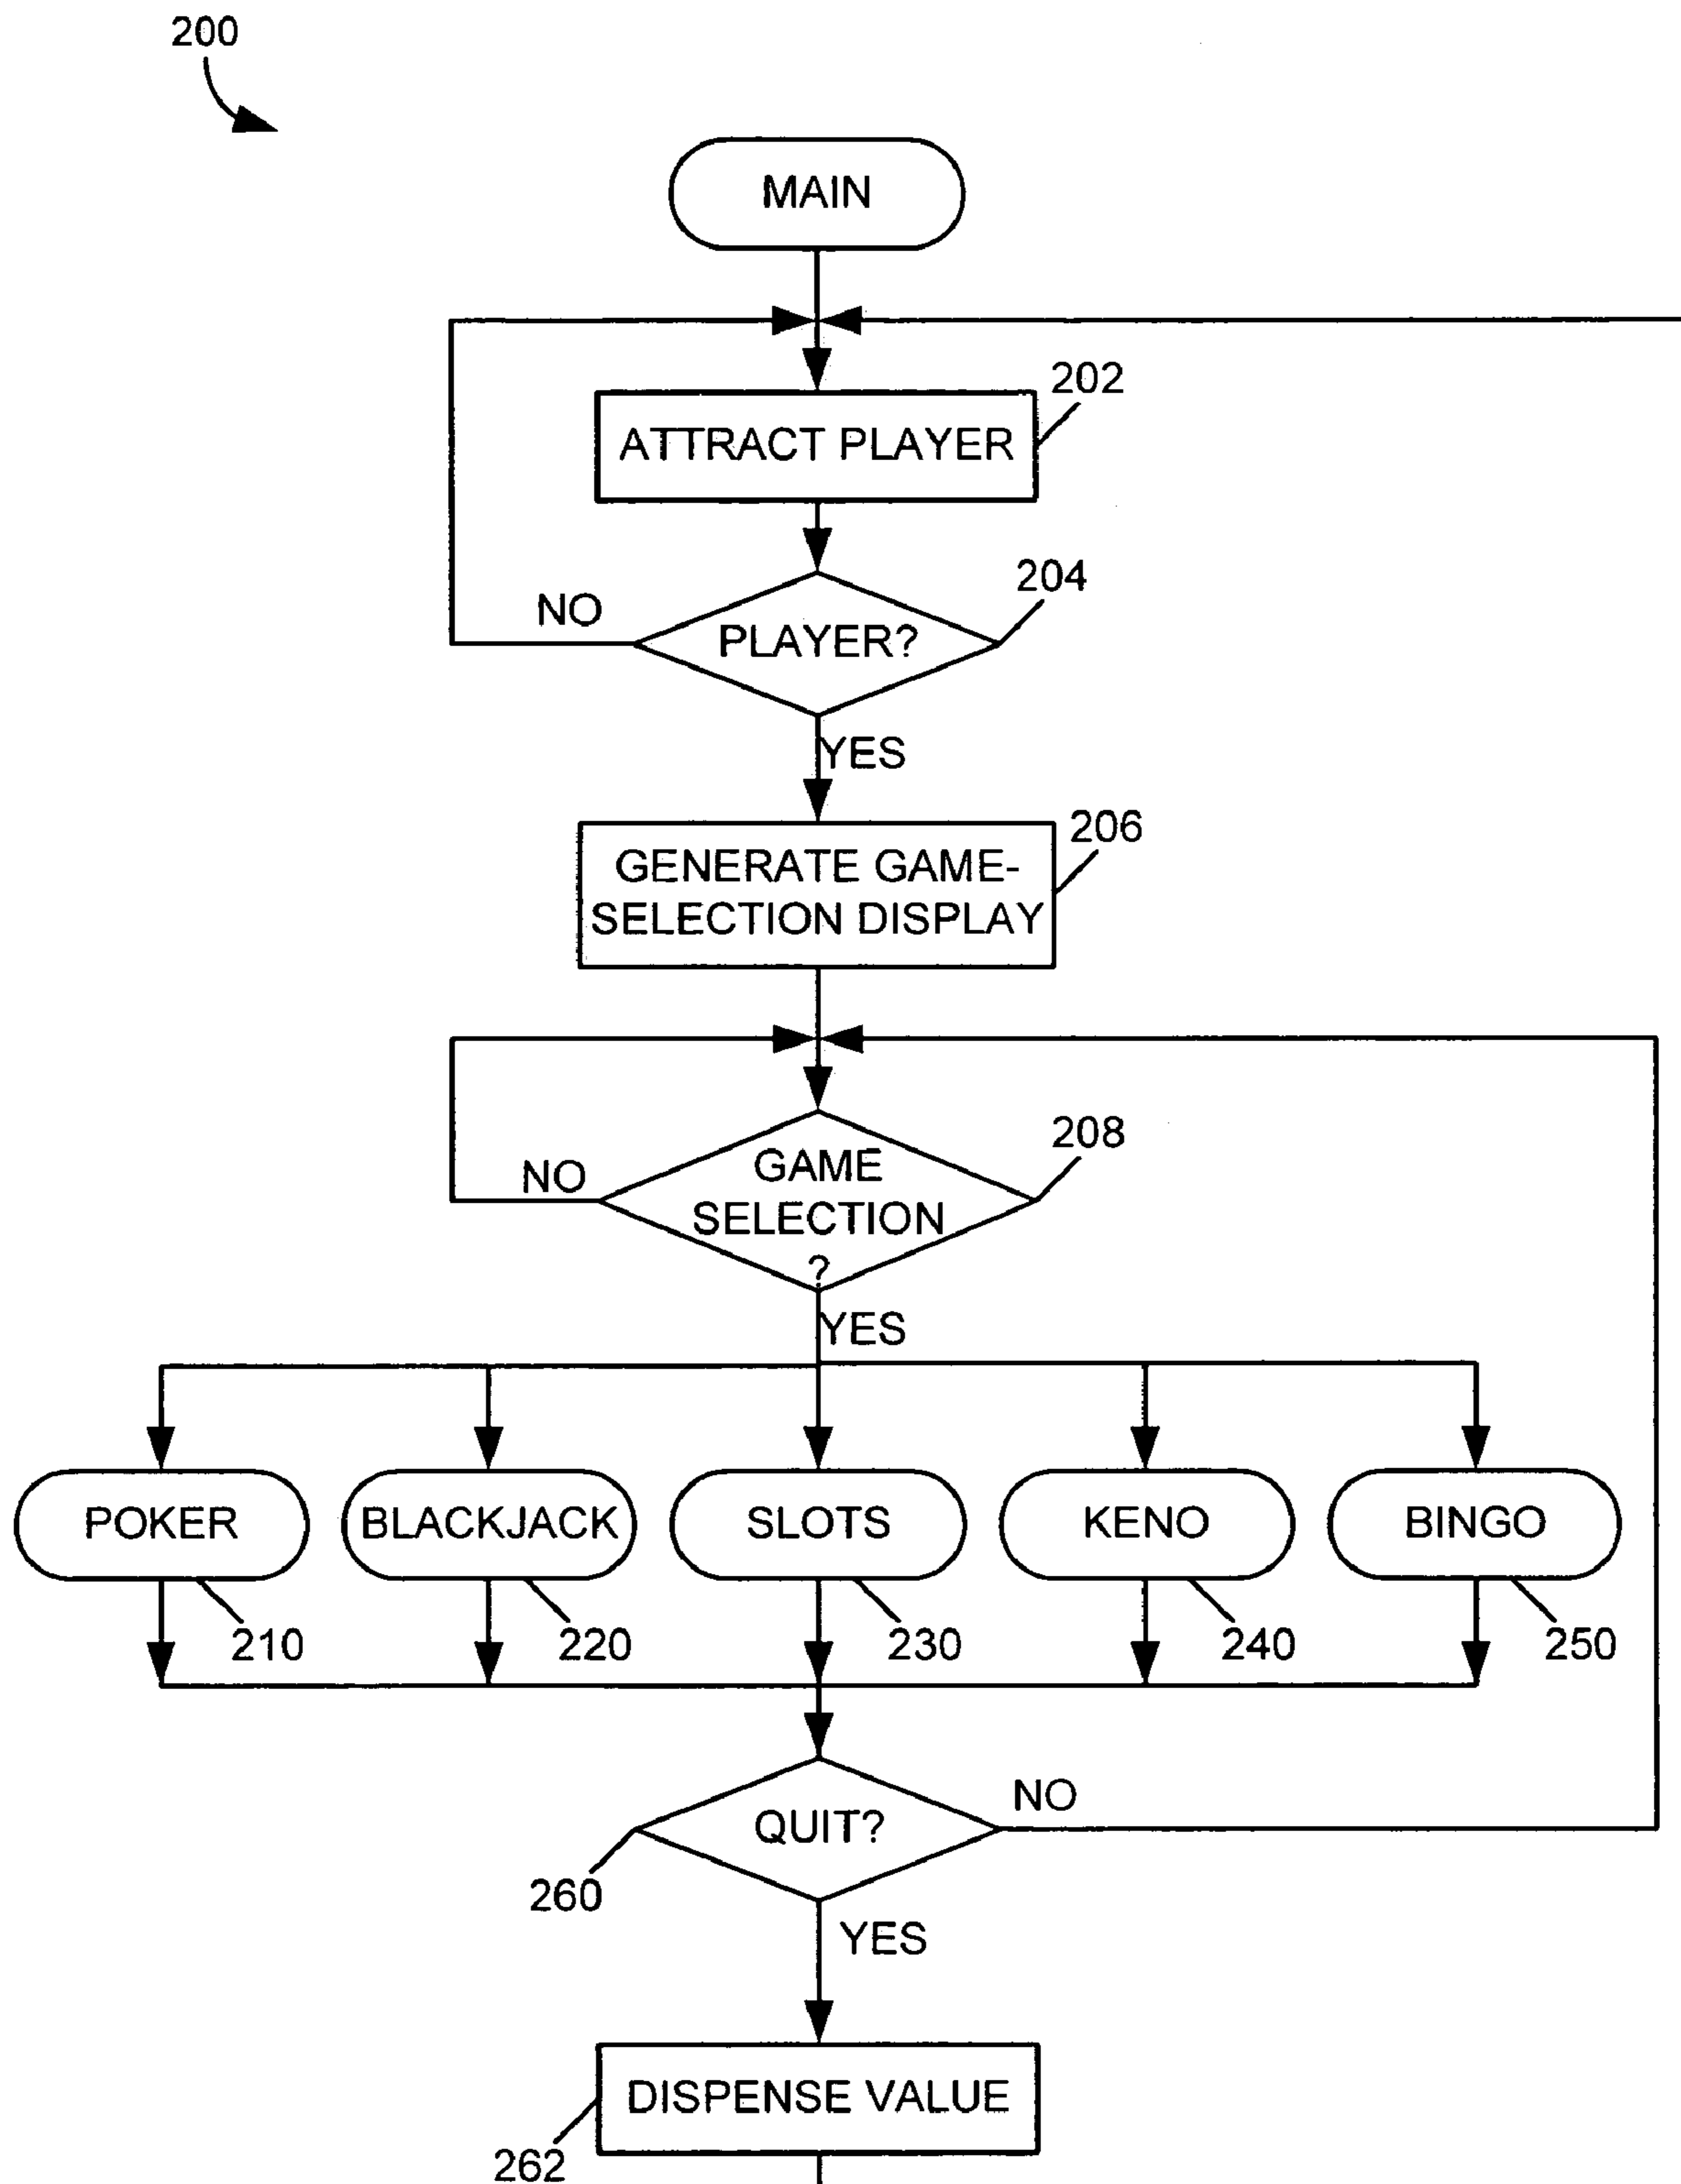 200
MAIN
202
ATTRACT PLAYER
204
NO
PLAYER?
YES
206
GENERATE GAME-
SELECTION DISPLAY
208
NO
GAME
SELECTION
?
YES
POKER
BLACKJACK
SLOTS
KENO
BINGO
210
220
230
240
250
NO
QUIT?
260
YES
DISPENSE VALUE
262